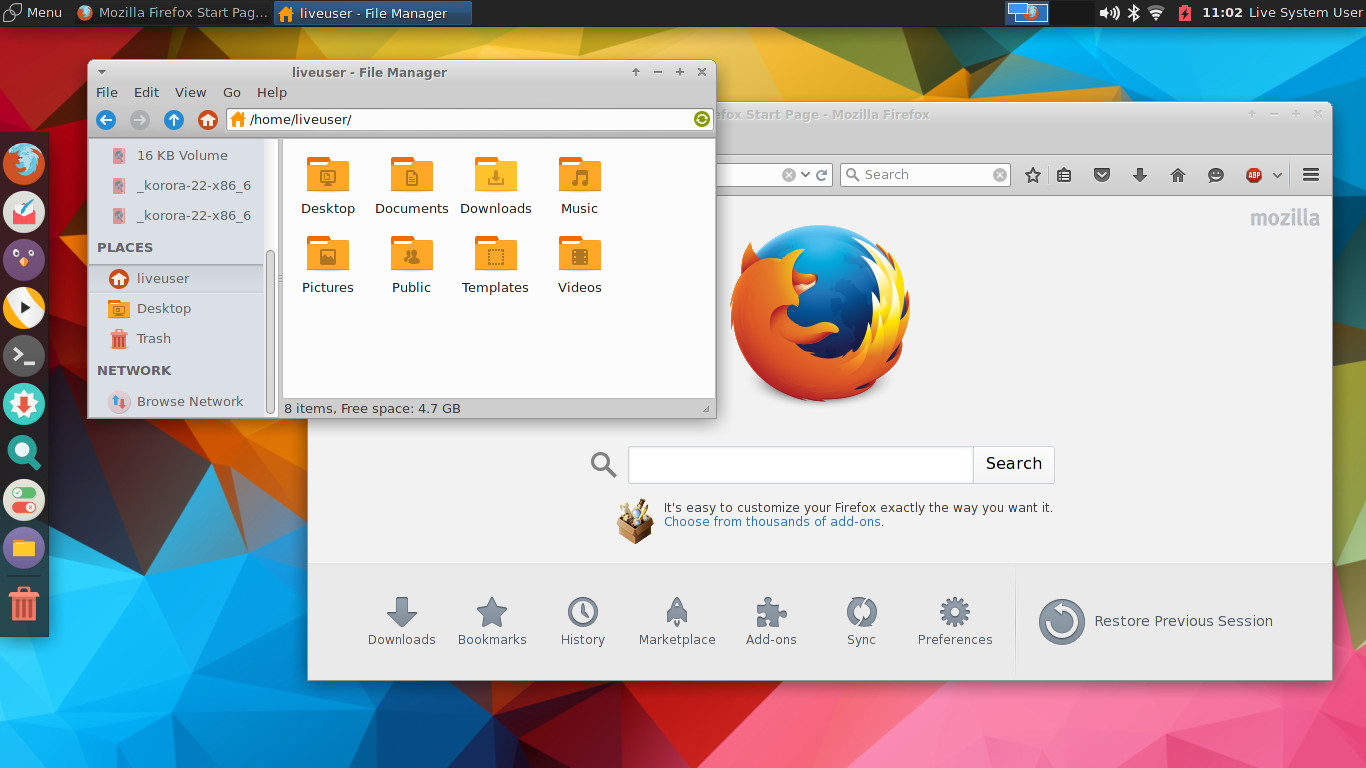 Menu
Mozilla Firefox Start Pag...
liveuser - File Manager
11:02 Live System User
liveuser - File Manager
File Edit View Go Help
/home/liveuser/
16 KB Volume
_korora-22-x86_6
_korora-22-x86_6
PLACES
liveuser
Desktop
Trash
NETWORK
Browse Network
Desktop Documents Downloads Music
Pictures Public Templates Videos
8 items, Free space: 4.7 GB
Start Page - Mozilla Firefox
Search
ABP
mozilla
Search
It's easy to customize your Firefox exactly the way you want it.
Choose from thousands of add-ons.
Downloads Bookmarks History Marketplace Add-ons Sync Preferences
Restore Previous Session